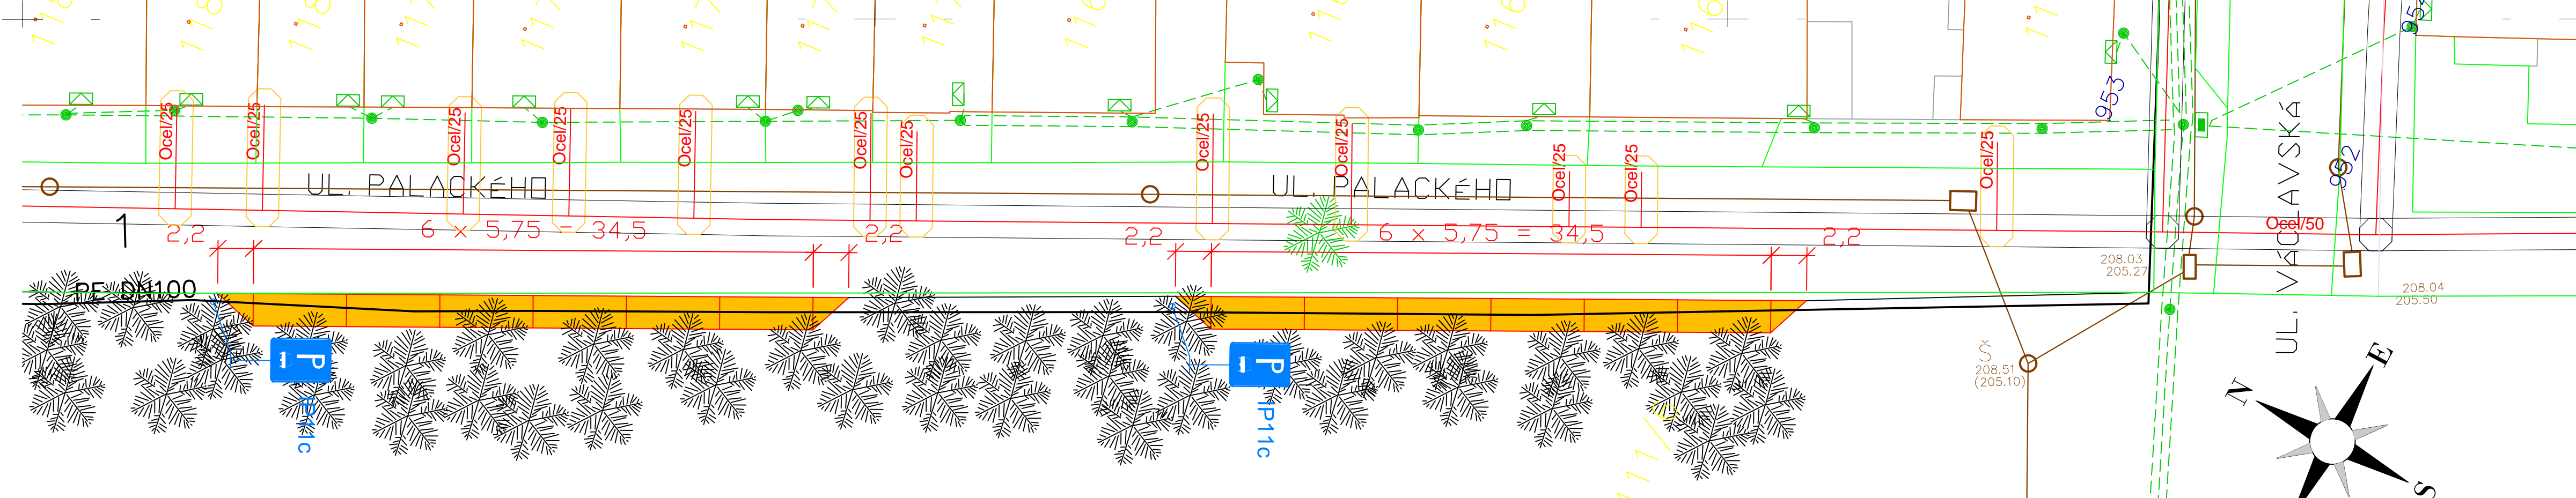 Ocel/25
Ocel/25
Ocel/25
Ocel/25
Ocel/25
Ocel/25
Ocel/25
Ocel/25
Ocel/25
Ocel/25
Ocel/25
Ocel/25
953
952
UL. PALACKÉHO
UL. PALACKÉHO
UL. VÁCLAVSKÁ
Ocel/50
1
2,2
6 x 5,75 = 34,5
2,2
2,2
6 x 5,75 = 34,5
2,2
208.03
205.27
208.04
205.50
PE DN100
P
IP11c
P
IP11c
Š
208.51
(205.10)
N
E
S